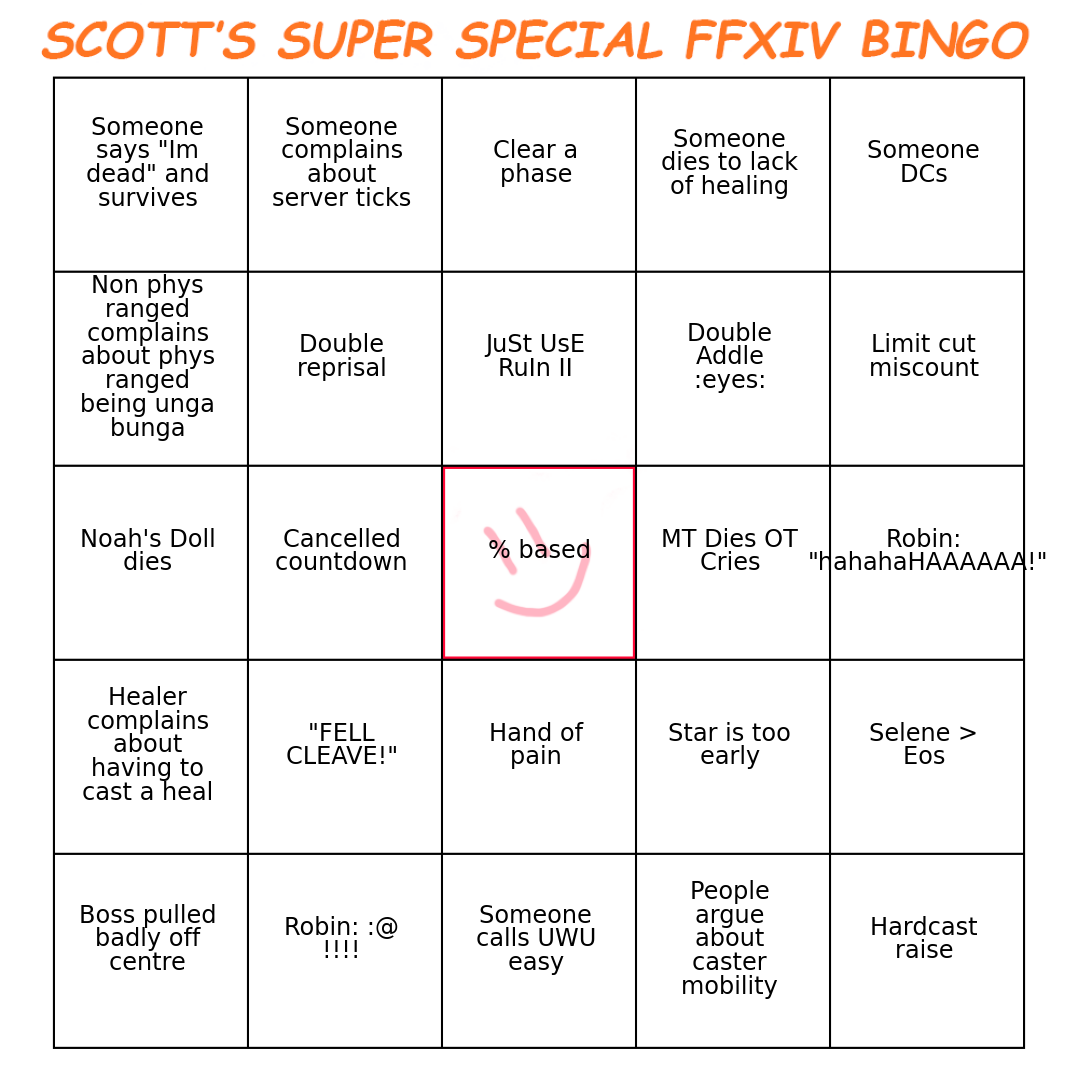 SCOTT'S SUPER SPECIAL FFXIV BINGO
Someone
says "Im
dead" and
survives
Someone
complains
about
server ticks
Clear a
phase
Someone
dies to lack
of healing
Someone
DCs
Non phys
ranged
complains
about phys
ranged
being unga
bunga
Double
reprisal
JuSt UsE
RuIn II
Double
Addle
:eyes:
Limit cut
miscount
Noah's Doll
dies
Cancelled
countdown
% based
MT Dies OT
Cries
Robin:
"hahahaHAAAAAA!"
Healer
complains
about
having to
cast a heal
"FELL
CLEAVE!"
Hand of
pain
Star is too
early
Selene >
Eos
Boss pulled
badly off
centre
Robin: :@
!!!!
Someone
calls UWU
easy
People
argue
about
caster
mobility
Hardcast
raise